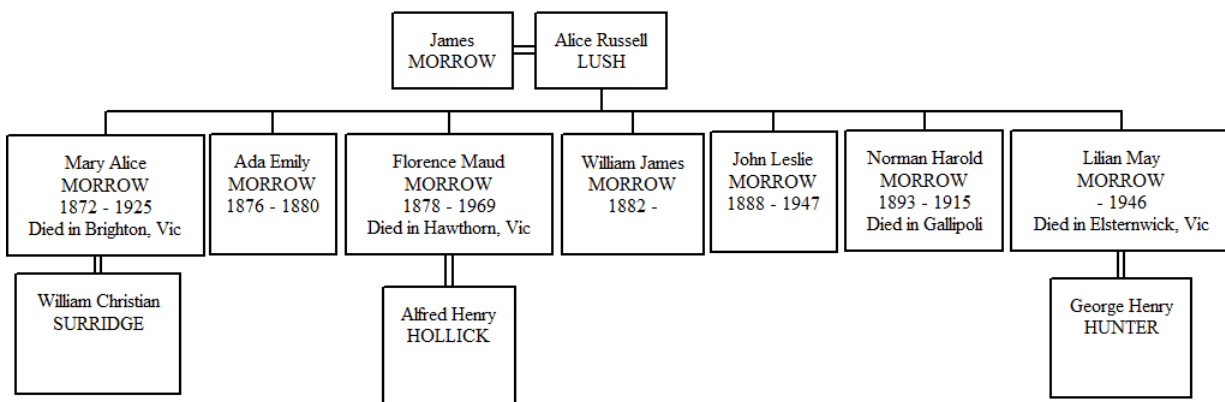 James
MORROW
Alice Russell
LUSH
Mary Alice
MORROW
1872 - 1925
Died in Brighton, Vic
Ada Emily
MORROW
1876 - 1880
Florence Maud
MORROW
1878 - 1969
Died in Hawthorn, Vic
William James
MORROW
1882 -
John Leslie
MORROW
1888 - 1947
Norman Harold
MORROW
1893 - 1915
Died in Gallipoli
Lilian May
MORROW
- 1946
Died in Elsternwick, Vic
William Christian
SURRIDGE
Alfred Henry
HOLLICK
George Henry
HUNTER